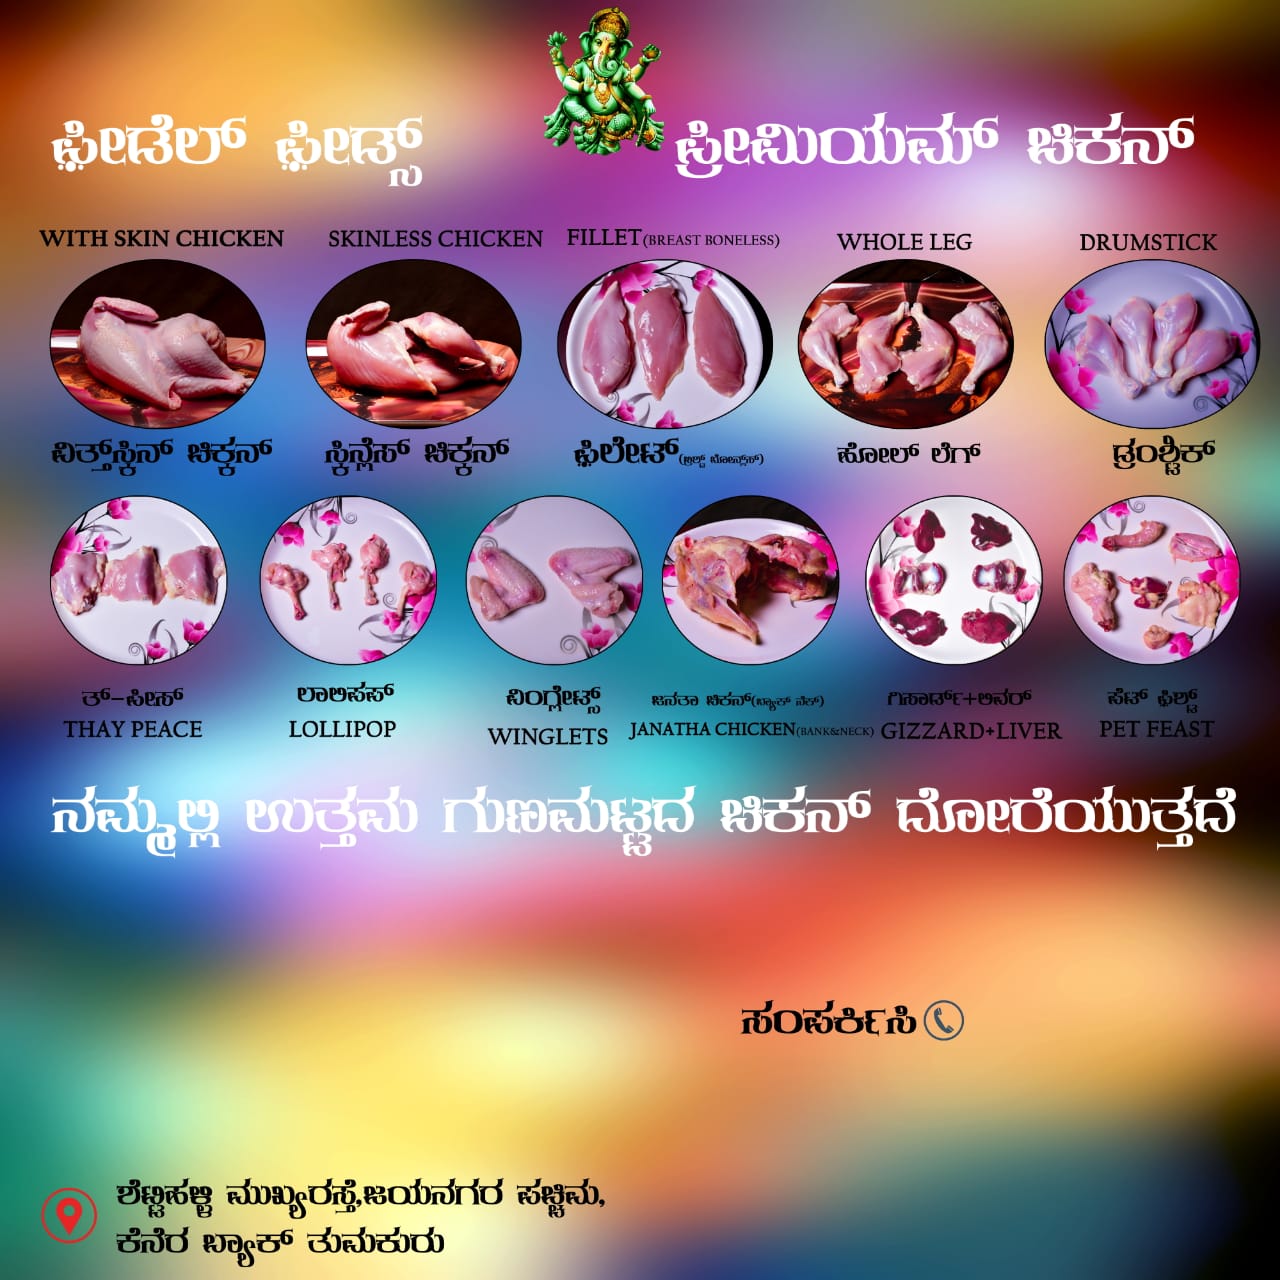 ಫೀಡೆಲ್ ಫೀಡ್ಸ್ ಪ್ರೀಮಿಯಮ್ ಚಿಕನ್
WITH SKIN CHICKEN SKINLESS CHICKEN FILLET(BREAST BONELESS) WHOLE LEG DRUMSTICK
ವಿತ್ತ್‌ಸ್ಕಿನ್ ಚಿಕ್ಕನ್ ಸ್ಕಿನ್ಲೆಸ್ ಚಿಕ್ಕನ್ ಫಿಲೇಟ್(ಬ್ರೆಸ್ಟ್ ಬೋನ್ಲೆಸ್) ಹೋಲ್ ಲೆಗ್ ಡ್ರಂಶ್ಟಿಕ್
ತ್-ಪೀಸ್ ಲಾಲಿಪಪ್ ವಿಂಗ್ಲೇಟ್ಸ್ ಜನತಾ ಚಿಕನ್(ಬ್ಯಾಕ್ ನೆಕ್) ಗಿಸಾರ್ಡ್+ಲಿವರ್ ಪೆಟ್ ಫಿಶ್ಟ್
THAY PEACE LOLLIPOP WINGLETS JANATHA CHICKEN(BANK&NECK) GIZZARD+LIVER PET FEAST
ನಮ್ಮಲ್ಲಿ ಉತ್ತಮ ಗುಣಮಟ್ಟದ ಚಿಕನ್ ದೋರೆಯುತ್ತದೆ
ಸಂಪರ್ಕಿಸಿ
ಶೆಟ್ಟಿಹಳ್ಳಿ ಮುಖ್ಯರಸ್ತೆ,ಜಯನಗರ ಪಚ್ಚಿಮ,
ಕೆನೆರ ಬ್ಯಾಕ್ ತುಮಕುರು